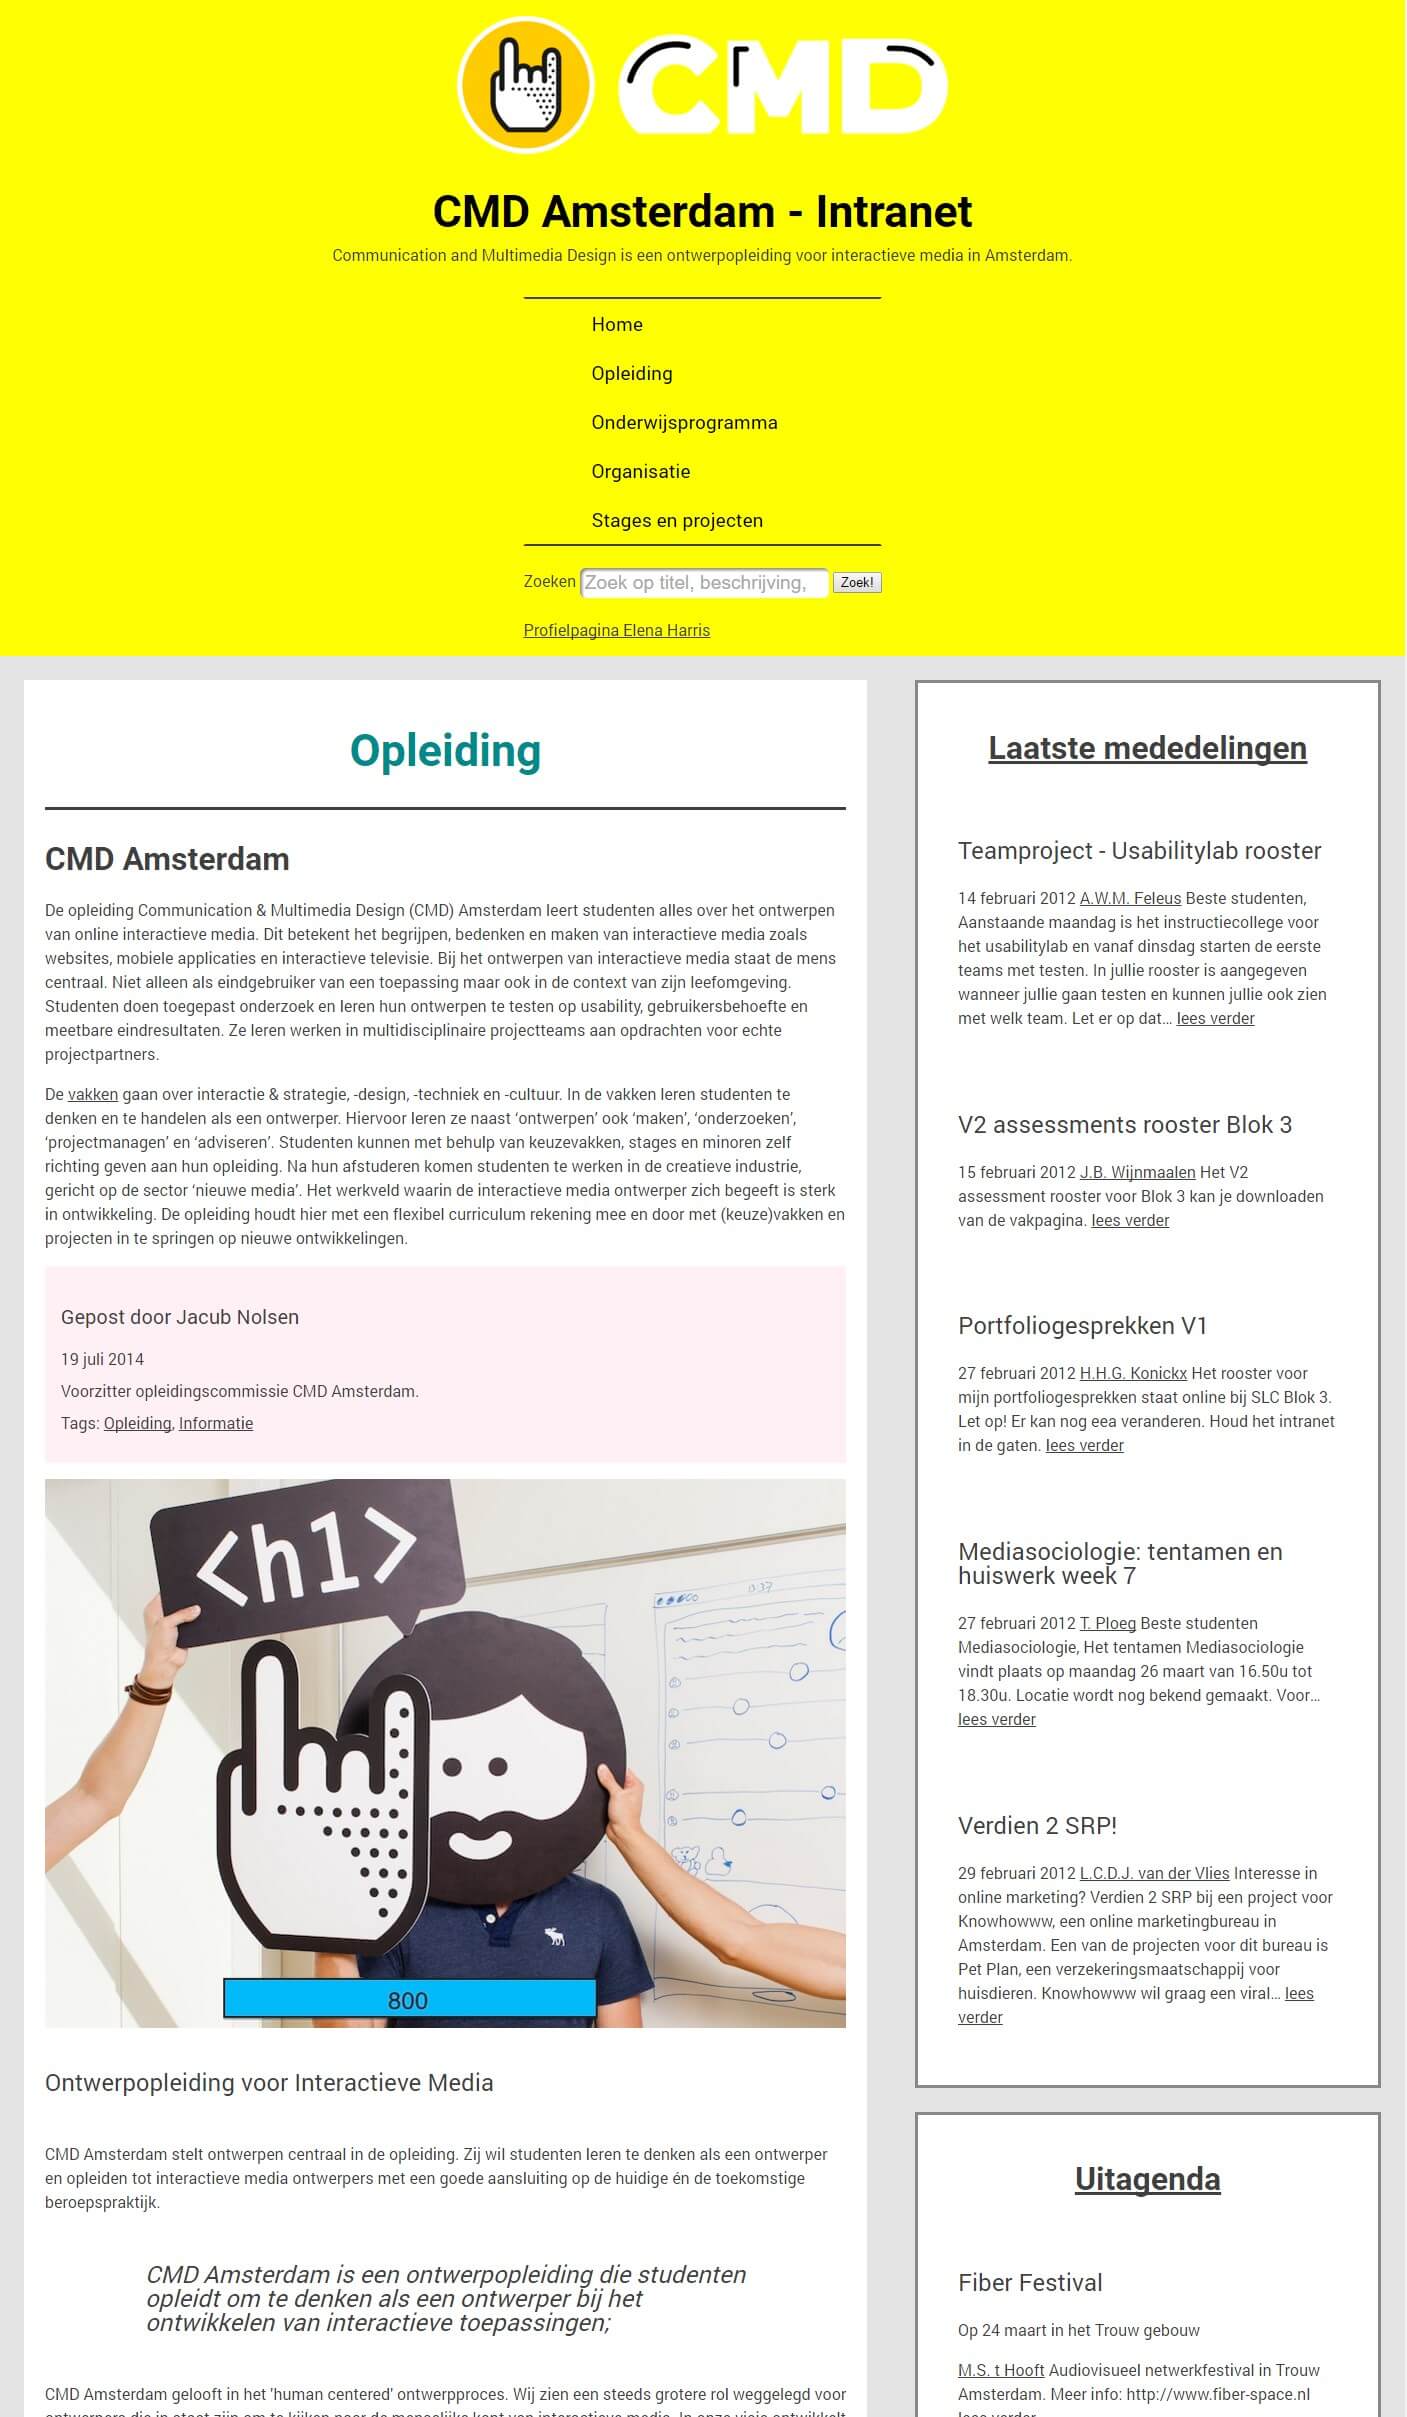 CMD
CMD Amsterdam - Intranet
Communication and Multimedia Design is een ontwerpopleiding voor interactieve media in Amsterdam.
Home
Opleiding
Onderwijsprogramma
Organisatie
Stages en projecten
Zoeken Zoek op titel, beschrijving, Zoek!
Profielpagina Elena Harris
Opleiding
CMD Amsterdam
De opleiding Communication & Multimedia Design (CMD) Amsterdam leert studenten alles over het ontwerpen
van online interactieve media. Dit betekent het begrijpen, bedenken en maken van interactieve media zoals
websites, mobiele applicaties en interactieve televisie. Bij het ontwerpen van interactieve media staat de mens
centraal. Niet alleen als eindgebruiker van een toepassing maar ook in de context van zijn leefomgeving.
Studenten doen toegepast onderzoek en leren hun ontwerpen te testen op usability, gebruikersbehoefte en
meetbare eindresultaten. Ze leren werken in multidisciplinaire projectteams aan opdrachten voor echte
projectpartners.
De vakken gaan over interactie & strategie, -design, -techniek en -cultuur. In de vakken leren studenten te
denken en te handelen als een ontwerper. Hiervoor leren ze naast ‘ontwerpen’ ook ‘maken’, ‘onderzoeken’,
‘projectmanagen’ en ‘adviseren’. Studenten kunnen met behulp van keuzevakken, stages en minoren zelf
richting geven aan hun opleiding. Na hun afstuderen komen studenten te werken in de creatieve industrie,
gericht op de sector ‘nieuwe media’. Het werkveld waarin de interactieve media ontwerper zich begeeft is sterk
in ontwikkeling. De opleiding houdt hier met een flexibel curriculum rekening mee en door met (keuze)vakken en
projecten in te springen op nieuwe ontwikkelingen.
Gepost door Jacub Nolsen
19 juli 2014
Voorzitter opleidingscommissie CMD Amsterdam.
Tags: Opleiding, Informatie
<h1>
13:37
800
Ontwerpopleiding voor Interactieve Media
CMD Amsterdam stelt ontwerpen centraal in de opleiding. Zij wil studenten leren te denken als een ontwerper
en opleiden tot interactieve media ontwerpers met een goede aansluiting op de huidige én de toekomstige
beroepspraktijk.
CMD Amsterdam is een ontwerpopleiding die studenten
opleidt om te denken als een ontwerper bij het
ontwikkelen van interactieve toepassingen;
CMD Amsterdam gelooft in het 'human centered' ontwerpproces. Wij zien een steeds grotere rol weggelegd voor
Laatste mededelingen
Teamproject - Usabilitylab rooster
14 februari 2012 A.W.M. Feleus Beste studenten,
Aanstaande maandag is het instructiecollege voor
het usabilitylab en vanaf dinsdag starten de eerste
teams met testen. In jullie rooster is aangegeven
wanneer jullie gaan testen en kunnen jullie ook zien
met welk team. Let er op dat... lees verder
V2 assessments rooster Blok 3
15 februari 2012 J.B. Wijnmaalen Het V2
assessment rooster voor Blok 3 kan je downloaden
van de vakpagina. lees verder
Portfoliogesprekken V1
27 februari 2012 H.H.G. Konickx Het rooster voor
mijn portfoliogesprekken staat online bij SLC Blok 3.
Let op! Er kan nog eea veranderen. Houd het intranet
in de gaten. lees verder
Mediasociologie: tentamen en
huiswerk week 7
27 februari 2012 T. Ploeg Beste studenten
Mediasociologie, Het tentamen Mediasociologie
vindt plaats op maandag 26 maart van 16.50u tot
18.30u. Locatie wordt nog bekend gemaakt. Voor...
lees verder
Verdien 2 SRP!
29 februari 2012 L.C.D.J. van der Vlies Interesse in
online marketing? Verdien 2 SRP bij een project voor
Knowhowww, een online marketingbureau in
Amsterdam. Een van de projecten voor dit bureau is
Pet Plan, een verzekeringsmaatschappij voor
huisdieren. Knowhowww wil graag een viral... lees
verder
Uitagenda
Fiber Festival
Op 24 maart in het Trouw gebouw
M.S. t Hooft Audiovisueel netwerkfestival in Trouw
Amsterdam. Meer info: http://www.fiber-space.nl